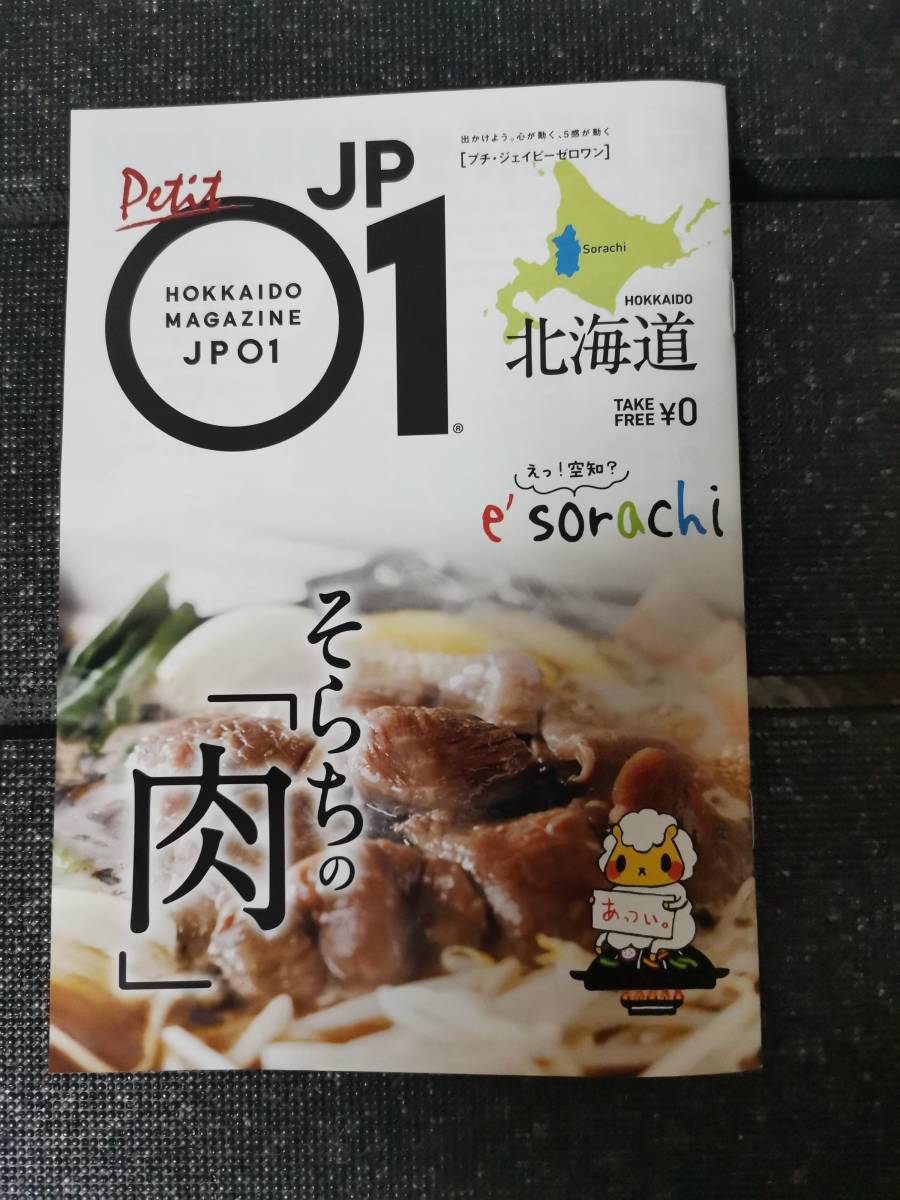 出かけよう。心が動く、5感が動く
[プチ・ジェイピーゼロワン]
Petit
JP
01
HOKKAIDO
MAGAZINE
JP01
®
Sorachi
HOKKAIDO
北海道
TAKE
FREE ¥0
えっ!空知?
e'sorachi
そらちの
「肉」
あっつい。